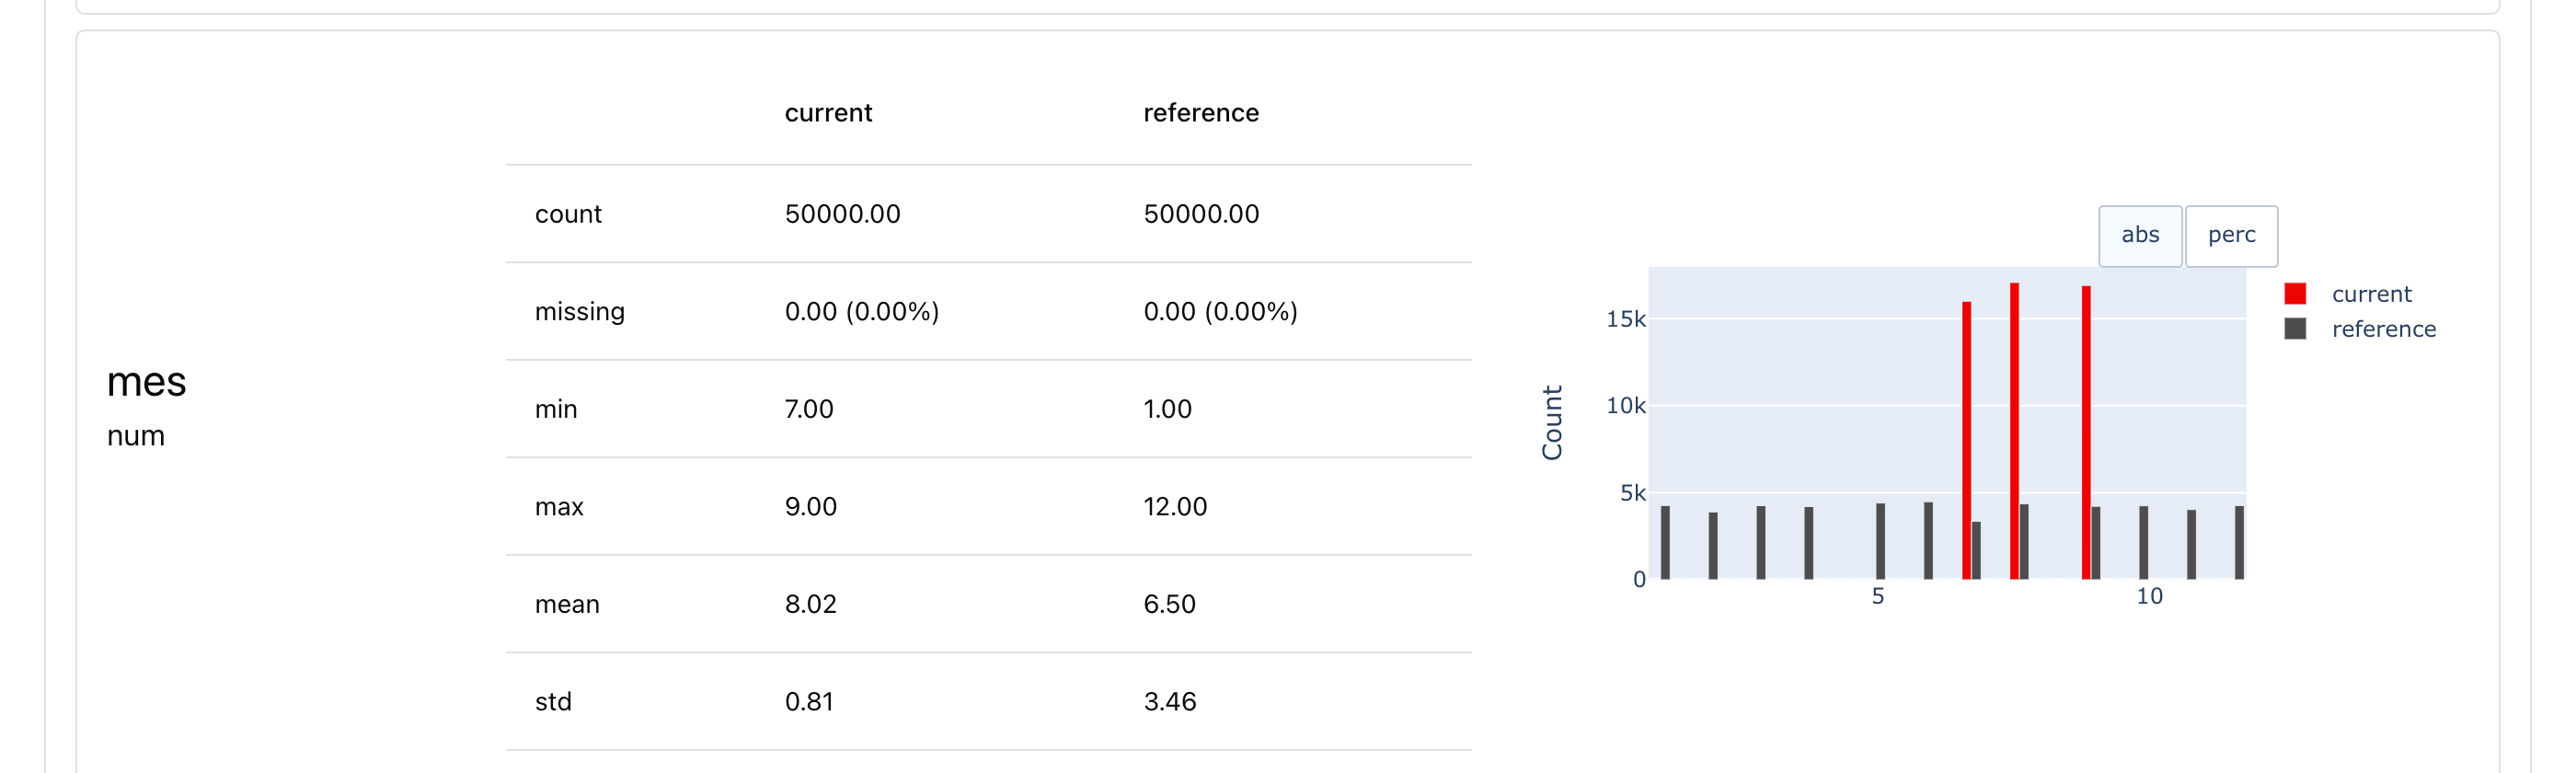 current reference
count 50000.00 50000.00
missing 0.00 (0.00%) 0.00 (0.00%)
min 7.00 1.00
max 9.00 12.00
mean 8.02 6.50
std 0.81 3.46
mes
num
abs perc
current
reference
Count
15k
10k
5k
0
5 10